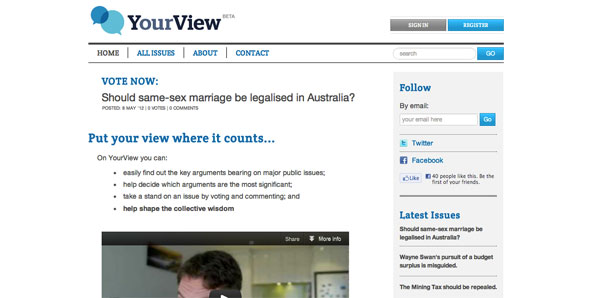 YourView BETA
SIGN IN REGISTER
HOME ALL ISSUES ABOUT CONTACT
search GO
VOTE NOW:
Should same-sex marriage be legalised in Australia?
POSTED: 8 MAY '12 | 0 VOTES | 0 COMMENTS
Put your view where it counts...
On YourView you can:
• easily find out the key arguments bearing on major public issues;
• help decide which arguments are the most significant;
• take a stand on an issue by voting and commenting; and
• help shape the collective wisdom
Share More info
Follow
By email:
your email here Go
Twitter
Facebook
Like 40 people like this. Be the
first of your friends.
Latest Issues
Should same-sex marriage be
legalised in Australia?
Wayne Swan's pursuit of a budget
surplus is misguided.
The Mining Tax should be repealed.